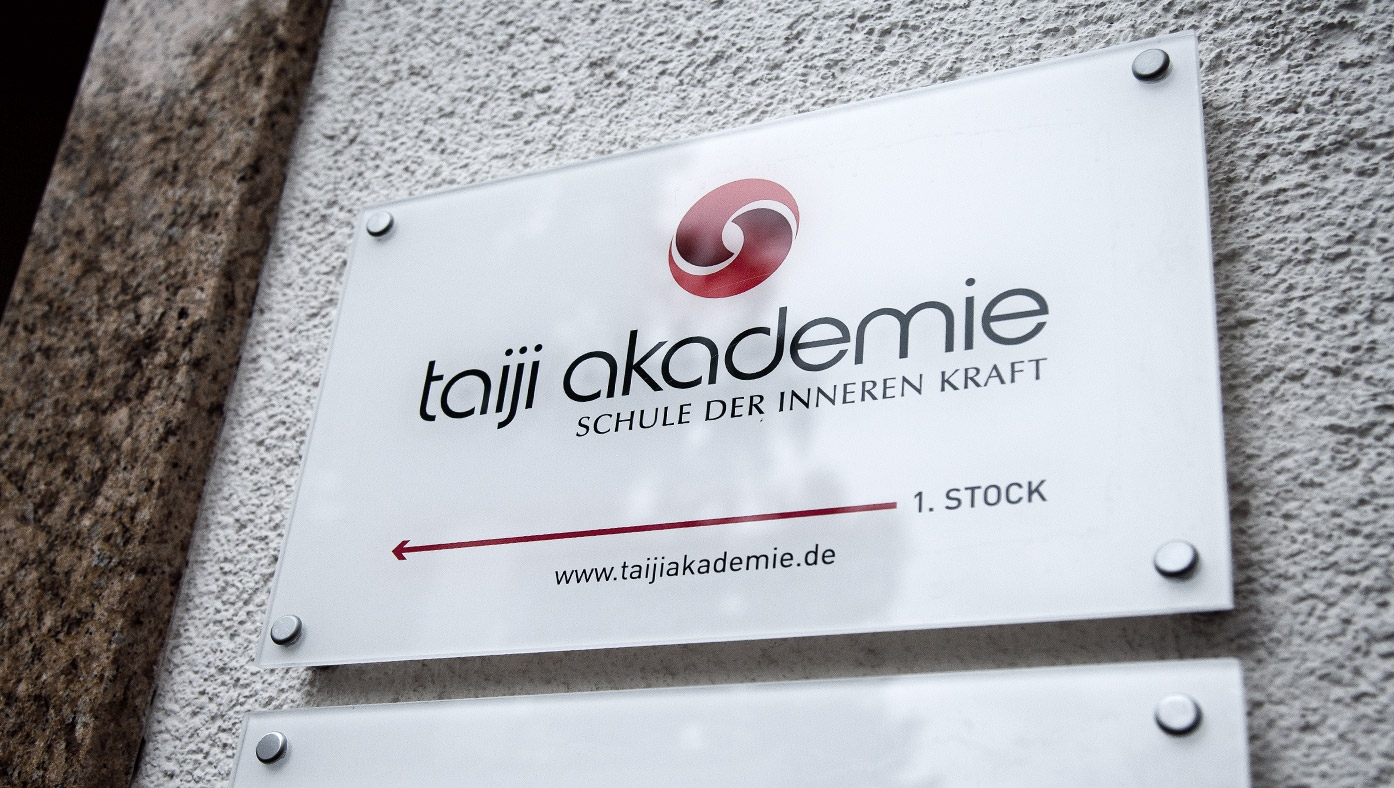 taiji akademie
SCHULE DER INNEREN KRAFT
1. STOCK
www.taijiakademie.de